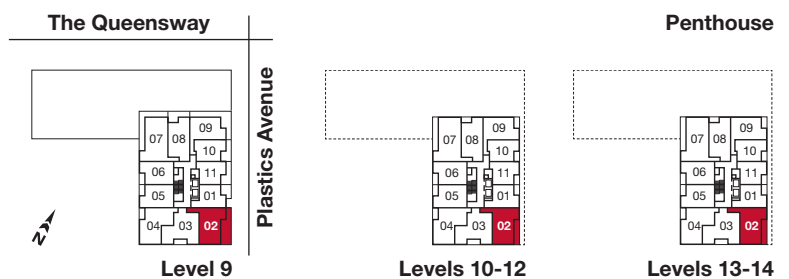 The Queensway
Penthouse
Plastics Avenue
07 08 09
10
06 11
05 01
04 03 02
N
Level 9
07 08 09
10
06 11
05 01
04 03 02
Levels 10-12
07 08 09
10
06 11
05 01
04 03 02
Levels 13-14